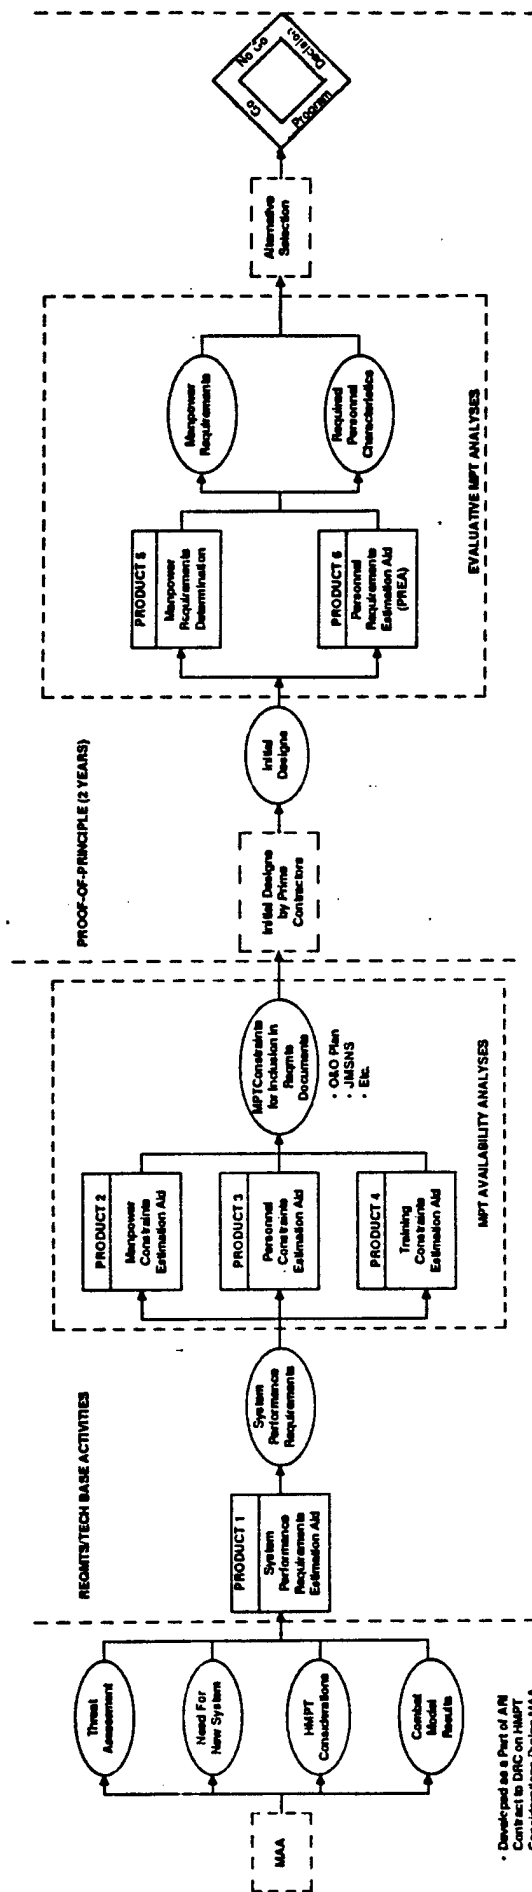 MAA
Threat
Assessment
Need For
New System
HMPT
Considerations
Combat
Model
Results
• Developed as a Part of ARI
Contract to DRC on HMPT
Considerations During MAA
REQMTS/TECH BASE ACTIVITIES
PRODUCT 1
System
Performance
Requirements
Estimation Aid
System
Performance
Requirements
PRODUCT 2
Manpower
Constraints
Estimation Aid
PRODUCT 3
Personnel
Constraints
Estimation Aid
PRODUCT 4
Training
Constraints
Estimation Aid
MPT Constraints
for Inclusion in
Reqmts
Documents
• O&O Plan
• JMSNS
• Etc.
MPT AVAILABILITY ANALYSES
PROOF-OF-PRINCIPLE (2 YEARS)
Initial Designs
by Prime
Contractors
Initial
Designs
PRODUCT 5
Manpower
Requirements
Determination
PRODUCT 6
Personnel
Requirements
Estimation Aid
(PREA)
Manpower
Requirements
Required
Personnel
Characteristics
EVALUATIVE MPT ANALYSES
Alternative
Selection
Go
No Go
Program
Decision